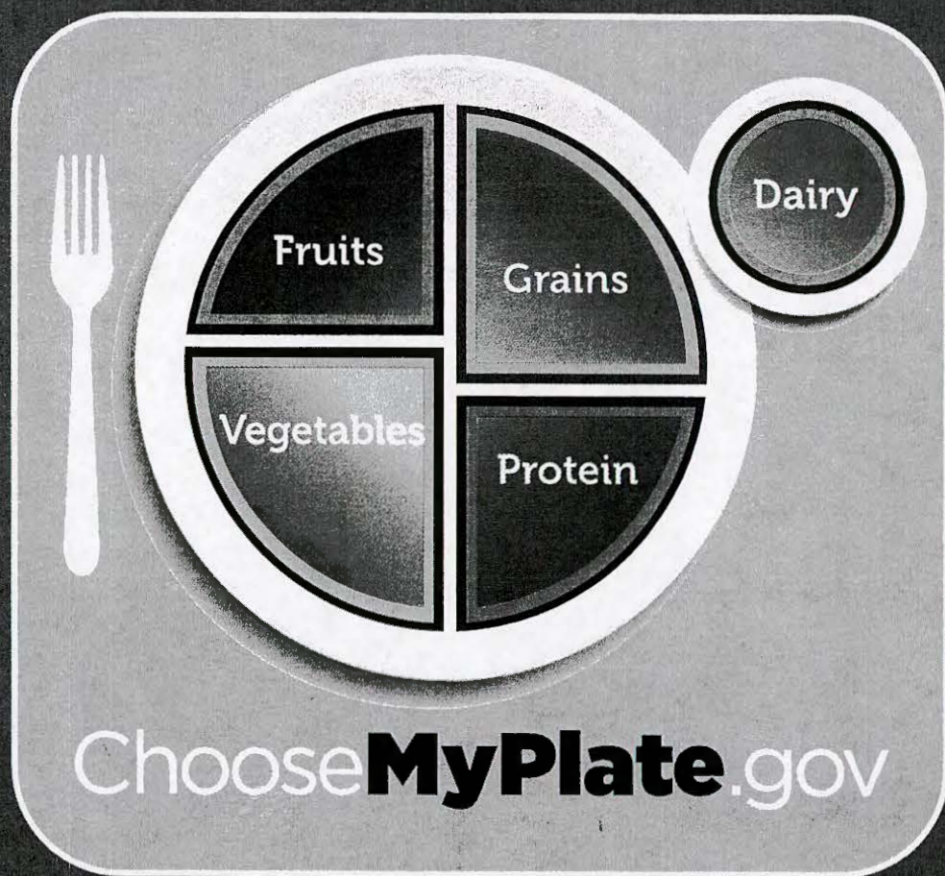 Fruits
Grains
Dairy
Vegetables
Protein
ChooseMyPlate.gov